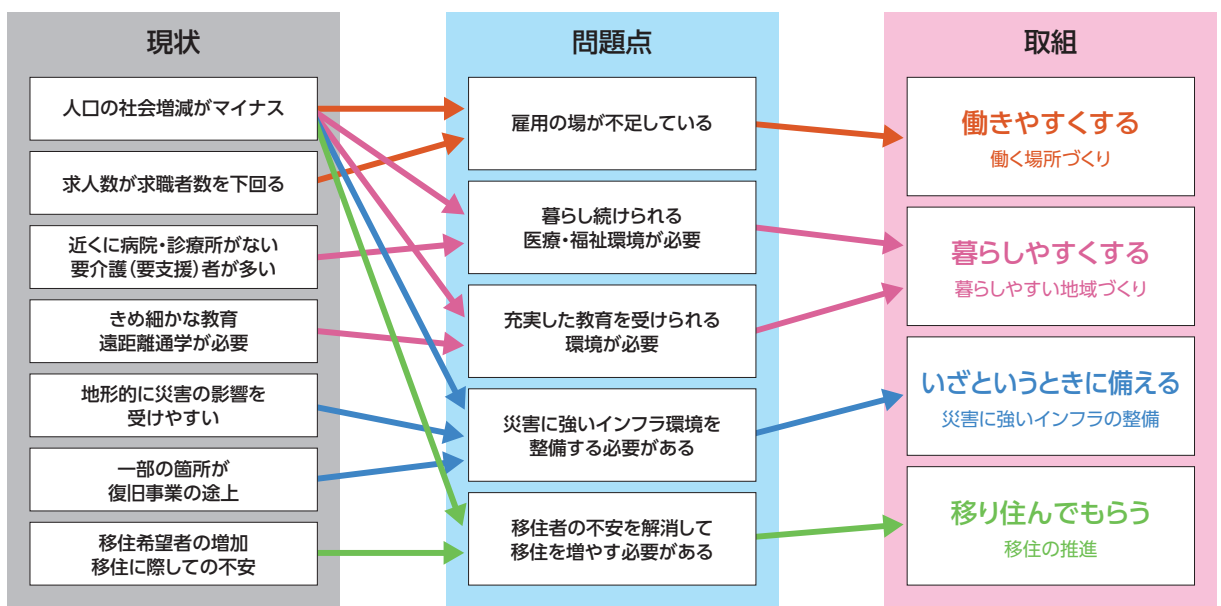 現状
人口の社会増減がマイナス
求人数が求職者数を下回る
近くに病院・診療所がない
要介護(要支援)者が多い
きめ細かな教育
遠距離通学が必要
地形的に災害の影響を
受けやすい
一部の箇所が
復旧事業の途上
移住希望者の増加
移住に際しての不安
問題点
雇用の場が不足している
暮らし続けられる
医療・福祉環境が必要
充実した教育を受けられる
環境が必要
災害に強いインフラ環境を
整備する必要がある
移住者の不安を解消して
移住を増やす必要がある
取組
働きやすくする
働く場所づくり
暮らしやすくする
暮らしやすい地域づくり
いざというときに備える
災害に強いインフラの整備
移り住んでもらう
移住の推進